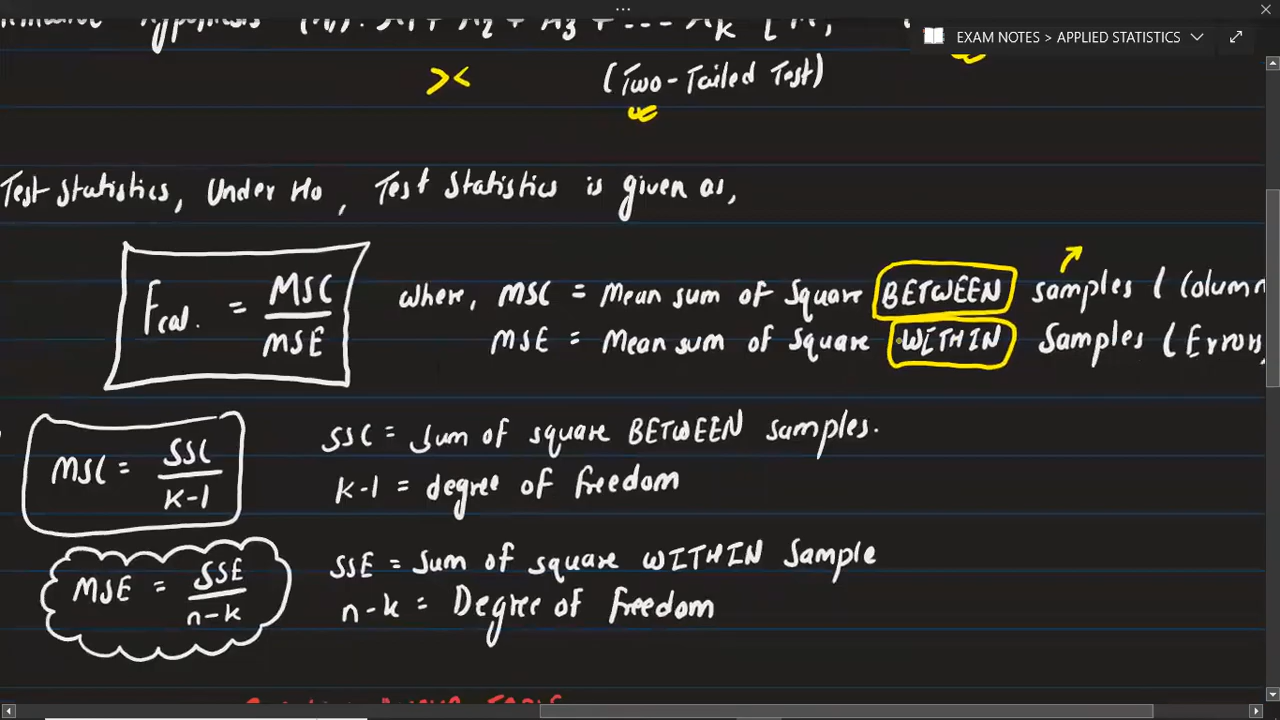 EXAM NOTES > APPLIED STATISTICS
Hypothesis
(Two-Tailed Test)
Test Statistics, Under Ho, Test Statistics is given as,
Fcal. = MSC / MSE where, MSC = Mean sum of Square BETWEEN samples (Column
MSE = Mean sum of Square WITHIN Samples (Errors
MSC = SSC / K-1 SSC = Sum of square BETWEEN samples.
K-1 = degree of freedom
MSE = SSE / n-k SSE = Sum of square WITHIN Sample
n-k = Degree of freedom